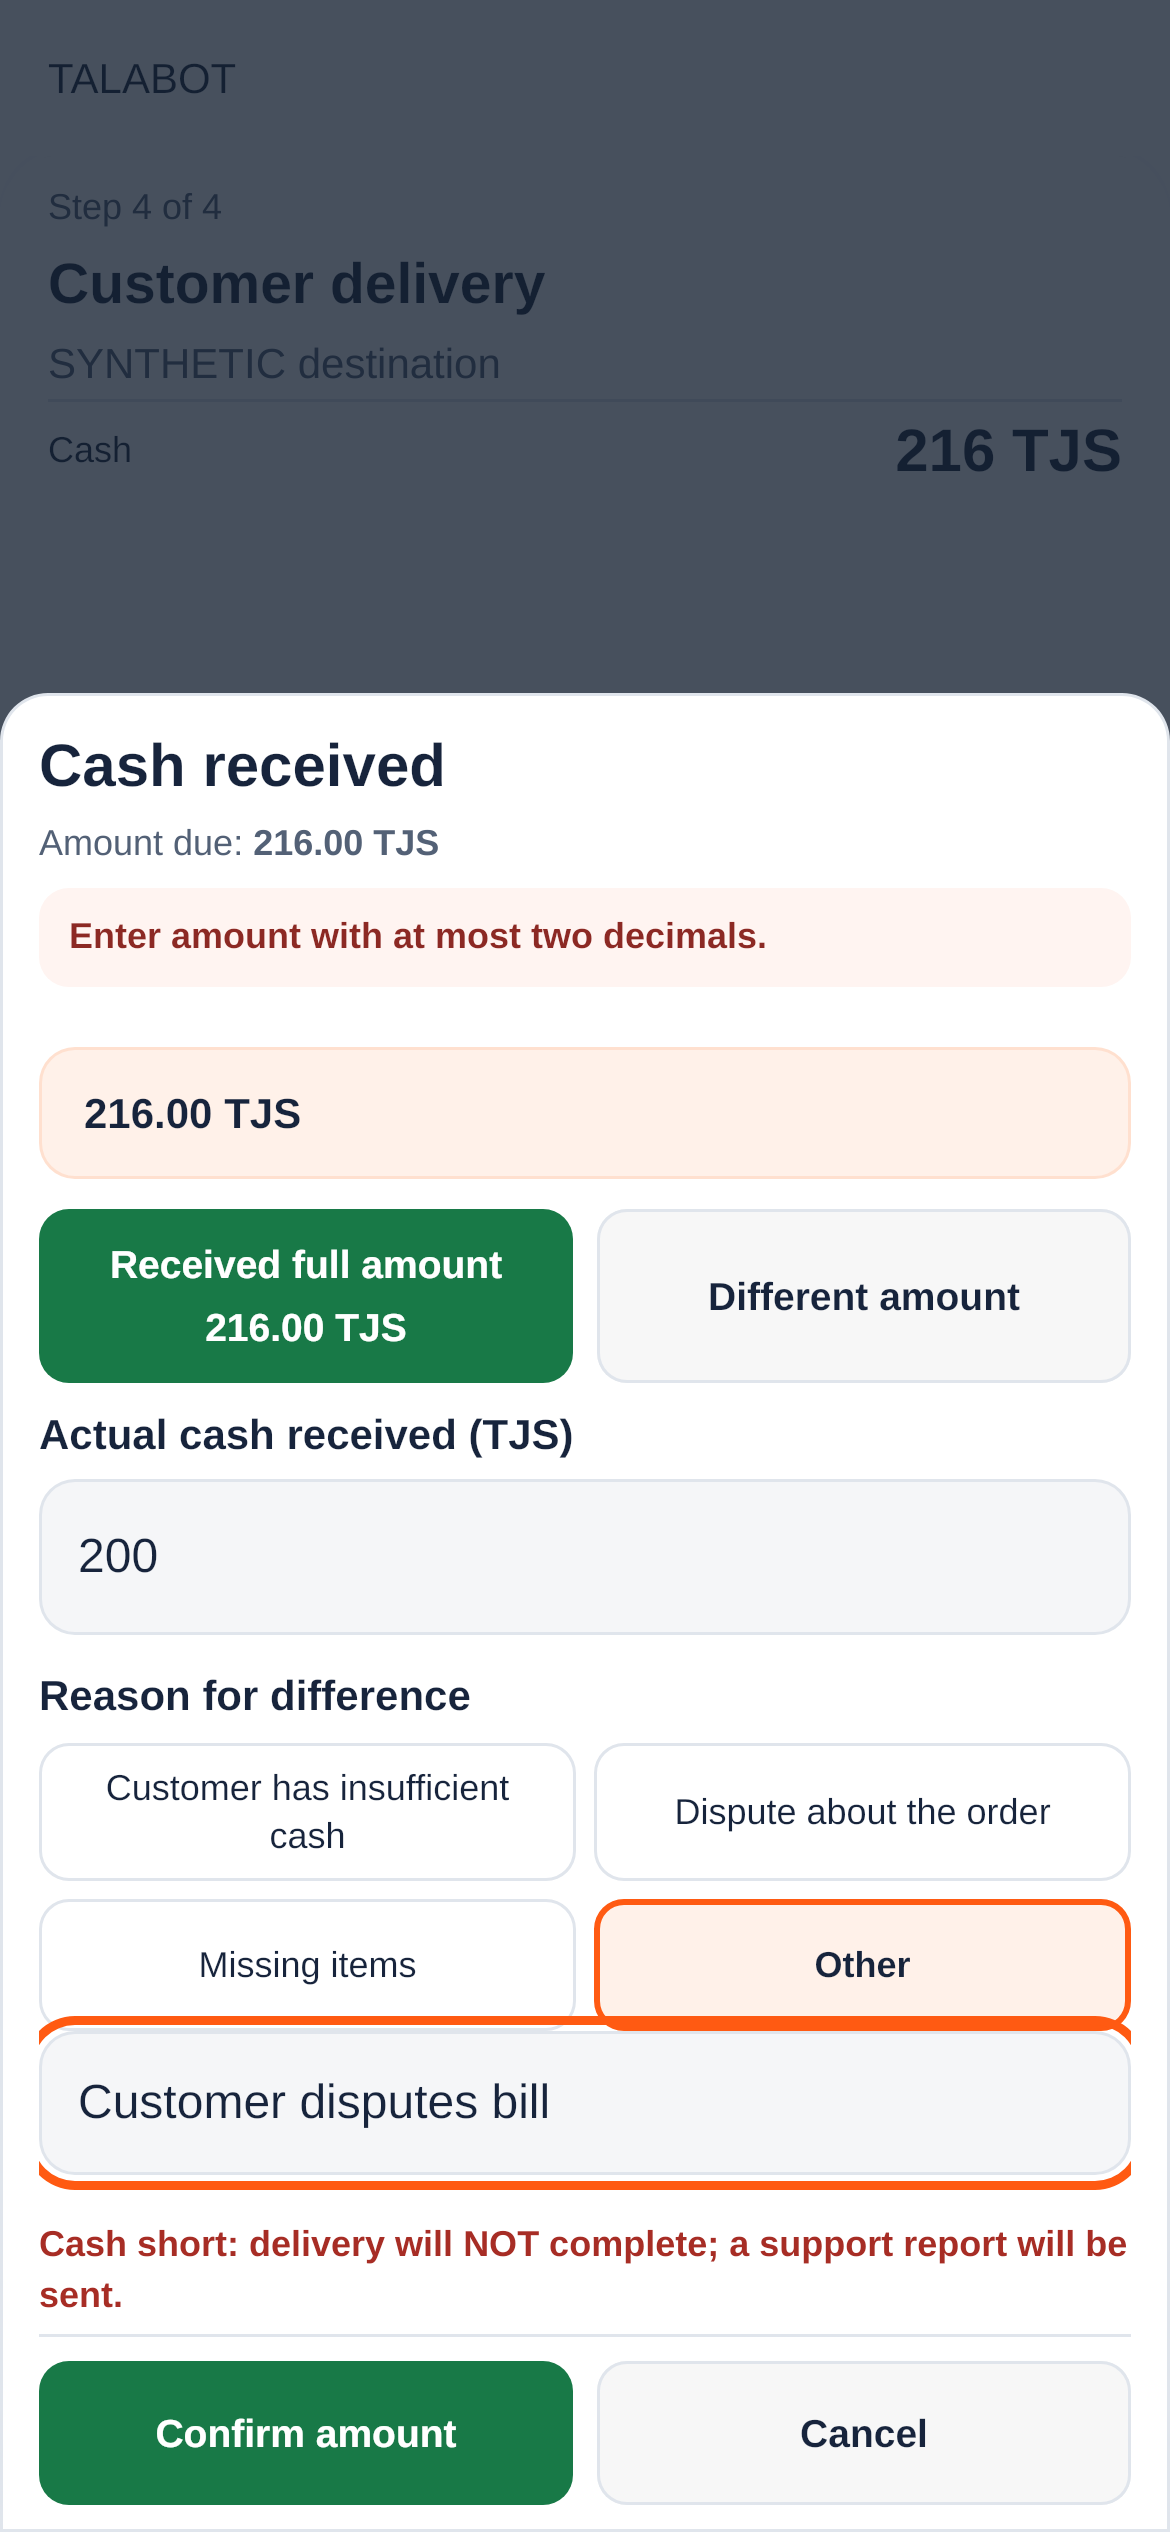 TALABOT
Step 4 of 4
Customer delivery
SYNTHETIC destination
Cash
216 TJS
Cash received
Amount due: 216.00 TJS
Enter amount with at most two decimals.
216.00 TJS
Received full amount
216.00 TJS
Different amount
Actual cash received (TJS)
200
Reason for difference
Customer has insufficient
cash
Dispute about the order
Missing items
Other
Customer disputes bill
Cash short: delivery will NOT complete; a support report will be
sent.
Confirm amount
Cancel